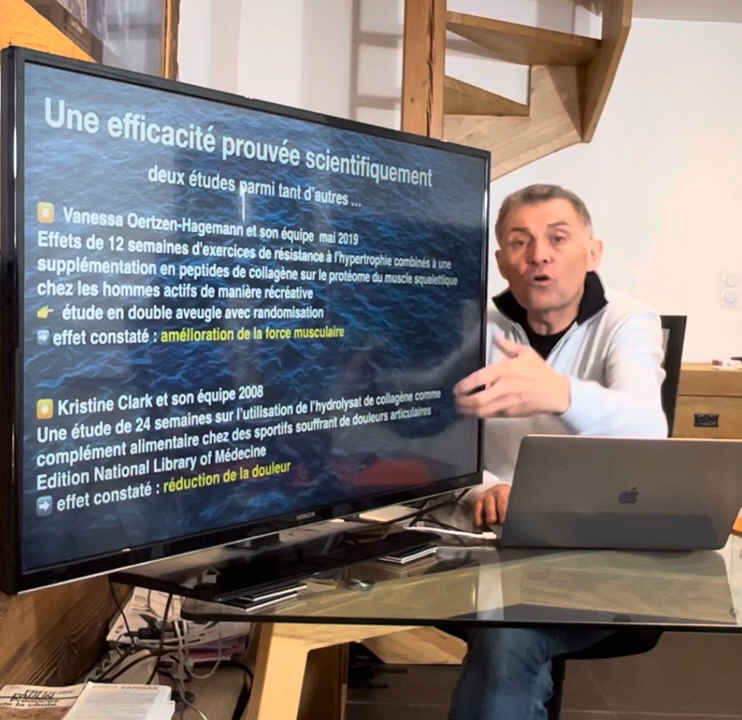 Une efficacité prouvée scientifiquement
deux études parmi tant d'autres ...
Vanessa Oertzen-Hagemann et son équipe mai 2019
Effets de 12 semaines d'exercices de résistance à l'hypertrophie combinés à une
supplémentation en peptides de collagène sur le protéome du muscle squelettique
chez les hommes actifs de manière récréative
étude en double aveugle avec randomisation
effet constaté : amélioration de la force musculaire
Kristine Clark et son équipe 2008
Une étude de 24 semaines sur l'utilisation de l'hydrolysat de collagène comme
complément alimentaire chez des sportifs souffrant de douleurs articulaires
Edition National Library of Médecine
effet constaté : réduction de la douleur
HITACHI